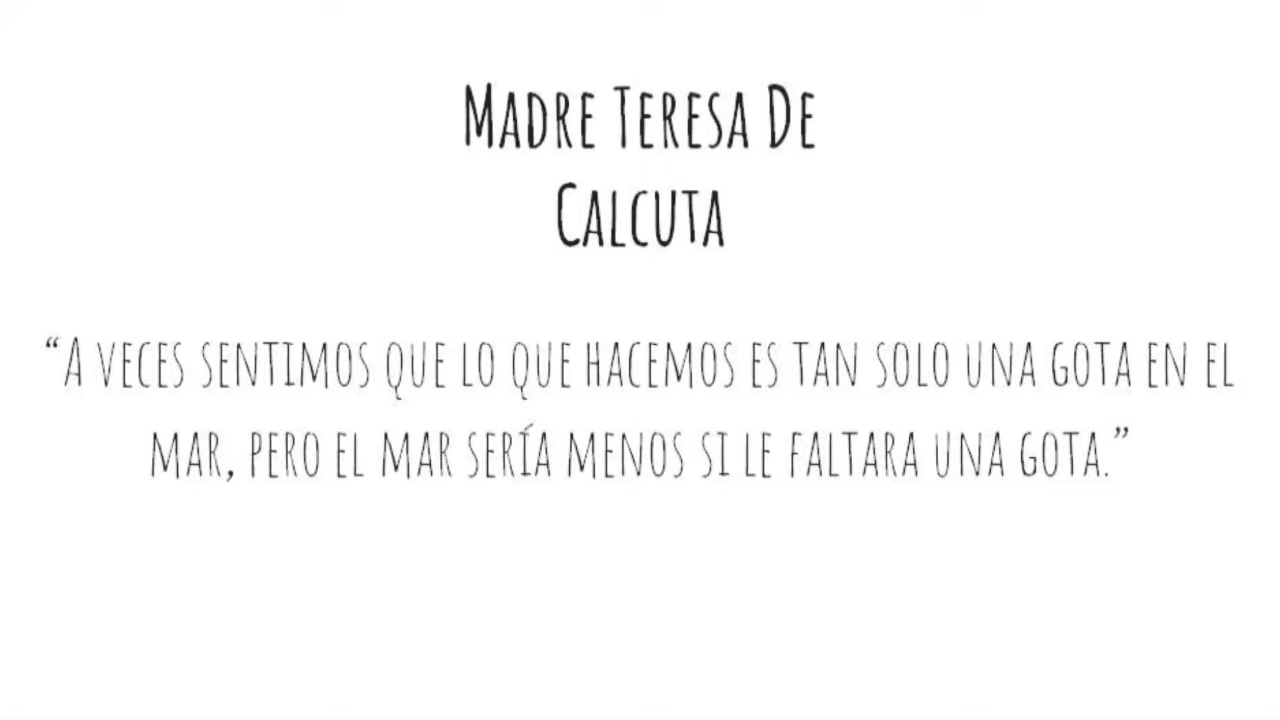 Madre Teresa De
Calcuta
“A veces sentimos que lo que hacemos es tan solo una gota en el
mar, pero el mar sería menos si le faltara una gota.”